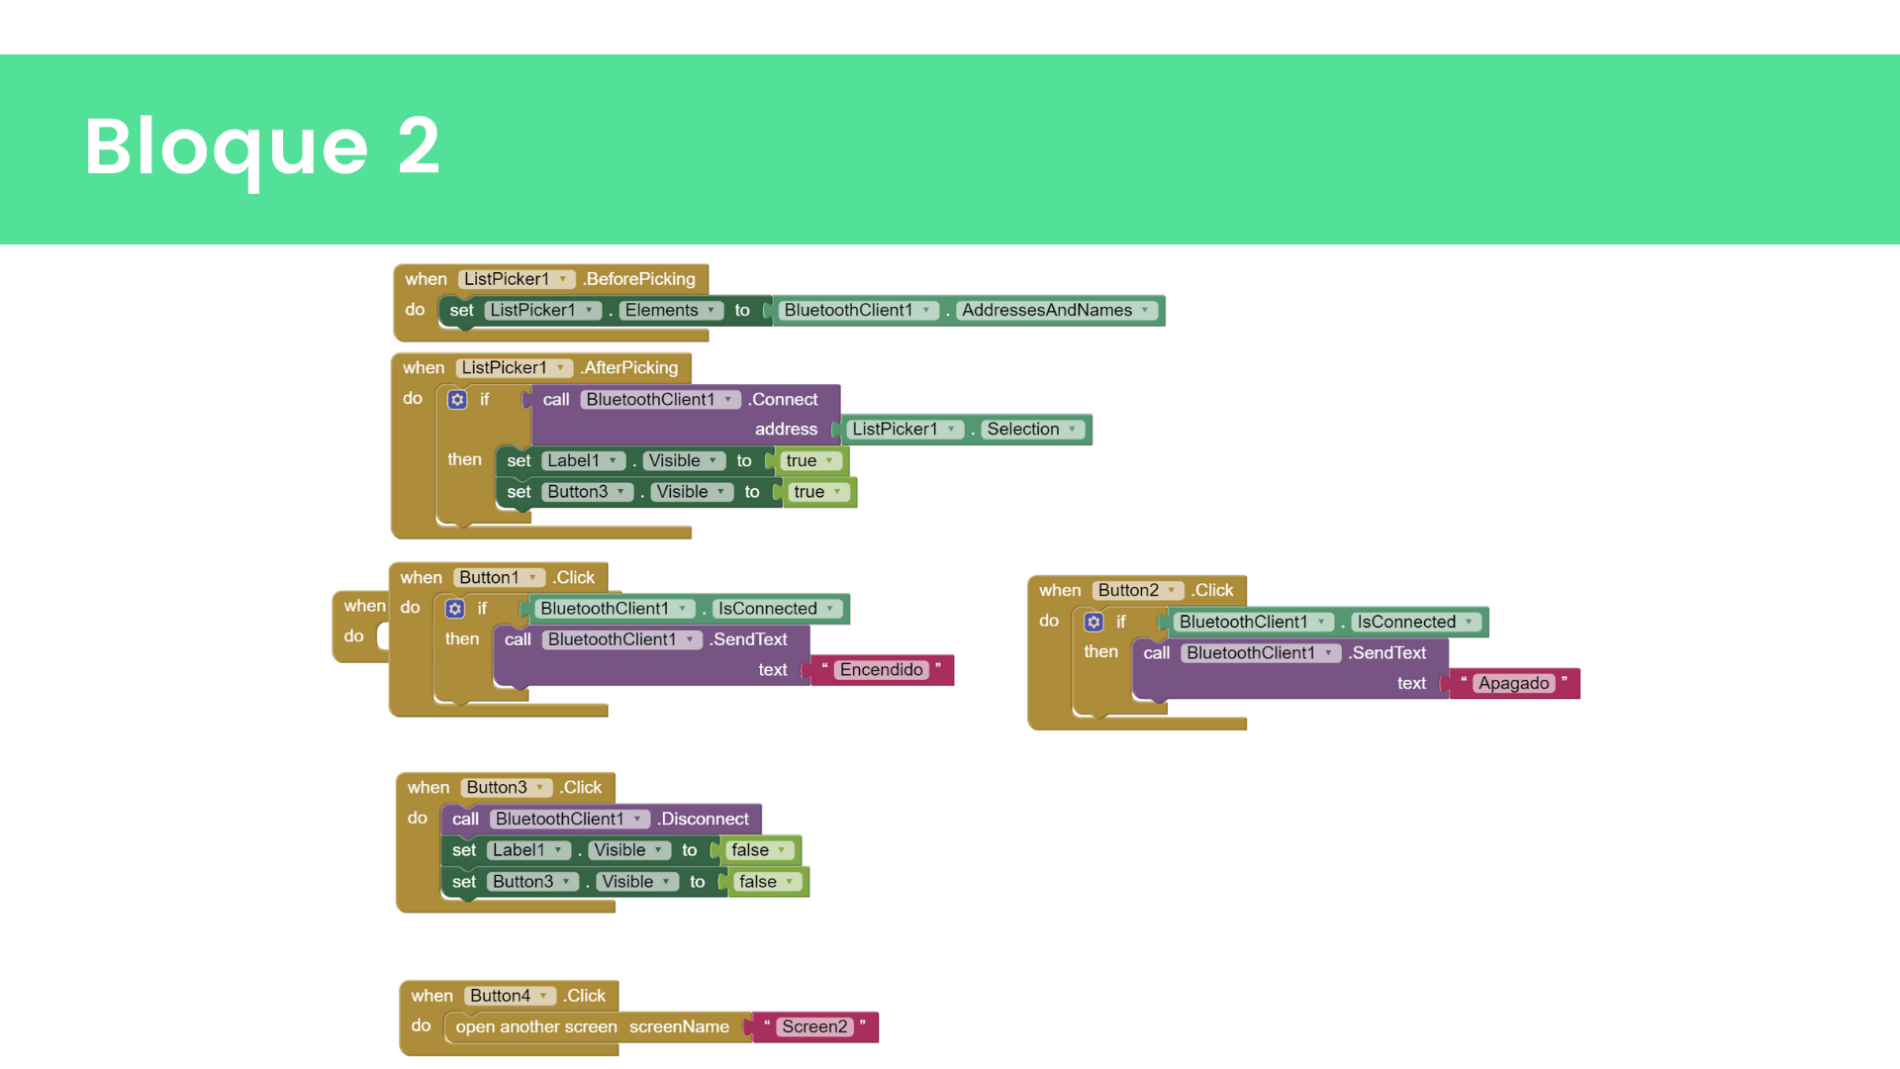 Bloque 2
when ListPicker1 .BeforePicking
do set ListPicker1 . Elements to BluetoothClient1 . AddressesAndNames
when ListPicker1 .AfterPicking
do if call BluetoothClient1 .Connect
address ListPicker1 . Selection
then set Label1 . Visible to true
set Button3 . Visible to true
when
do
when Button1 .Click
do if BluetoothClient1 . IsConnected
then call BluetoothClient1 .SendText
text “ Encendido ”
when Button2 .Click
do if BluetoothClient1 . IsConnected
then call BluetoothClient1 .SendText
text “ Apagado ”
when Button3 .Click
do call BluetoothClient1 .Disconnect
set Label1 . Visible to false
set Button3 . Visible to false
when Button4 .Click
do open another screen screenName “ Screen2 ”